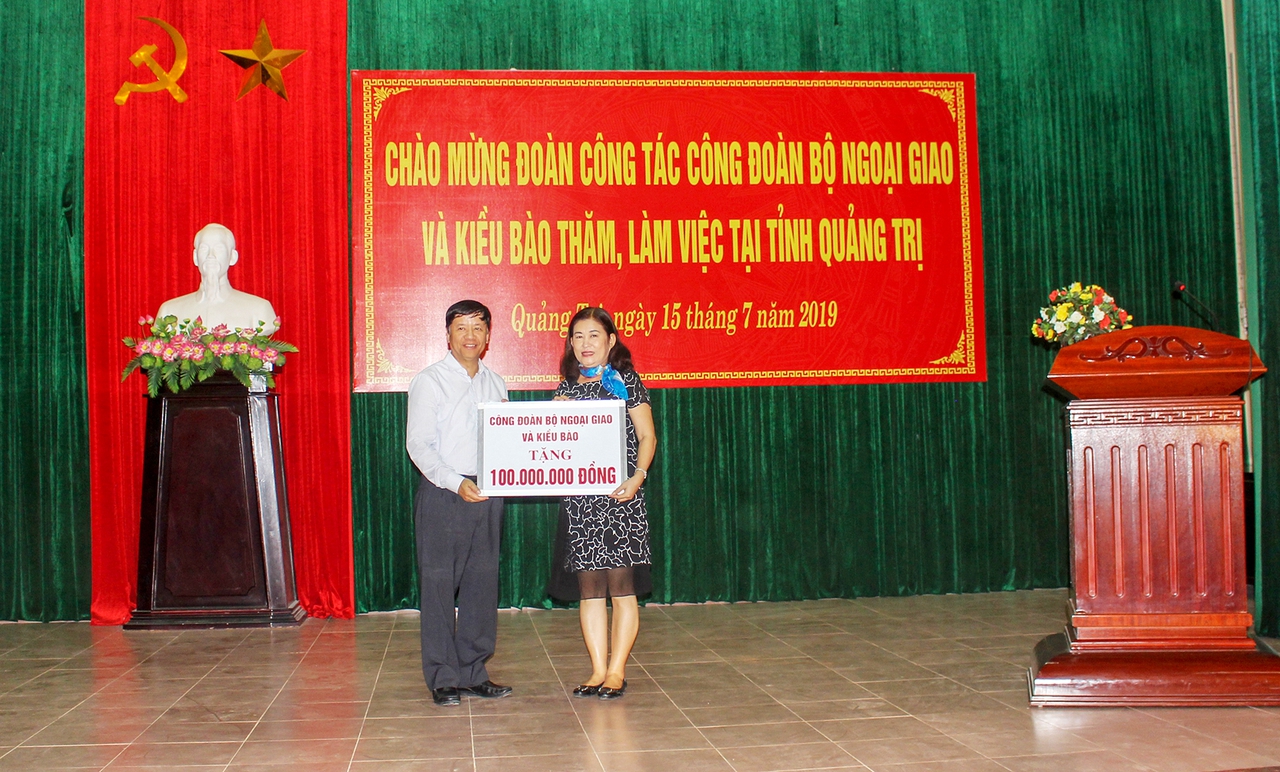 CHÀO MỪNG ĐOÀN CÔNG TÁC CÔNG ĐOÀN BỘ NGOẠI GIAO
VÀ KIỀU BÀO THĂM, LÀM VIỆC TẠI TỈNH QUẢNG TRỊ
Quảng ngày 15 tháng 7 năm 2019
CÔNG ĐOÀN BỘ NGOẠI GIAO
VÀ KIỀU BÀO
TẶNG
100.000.000 ĐỒNG